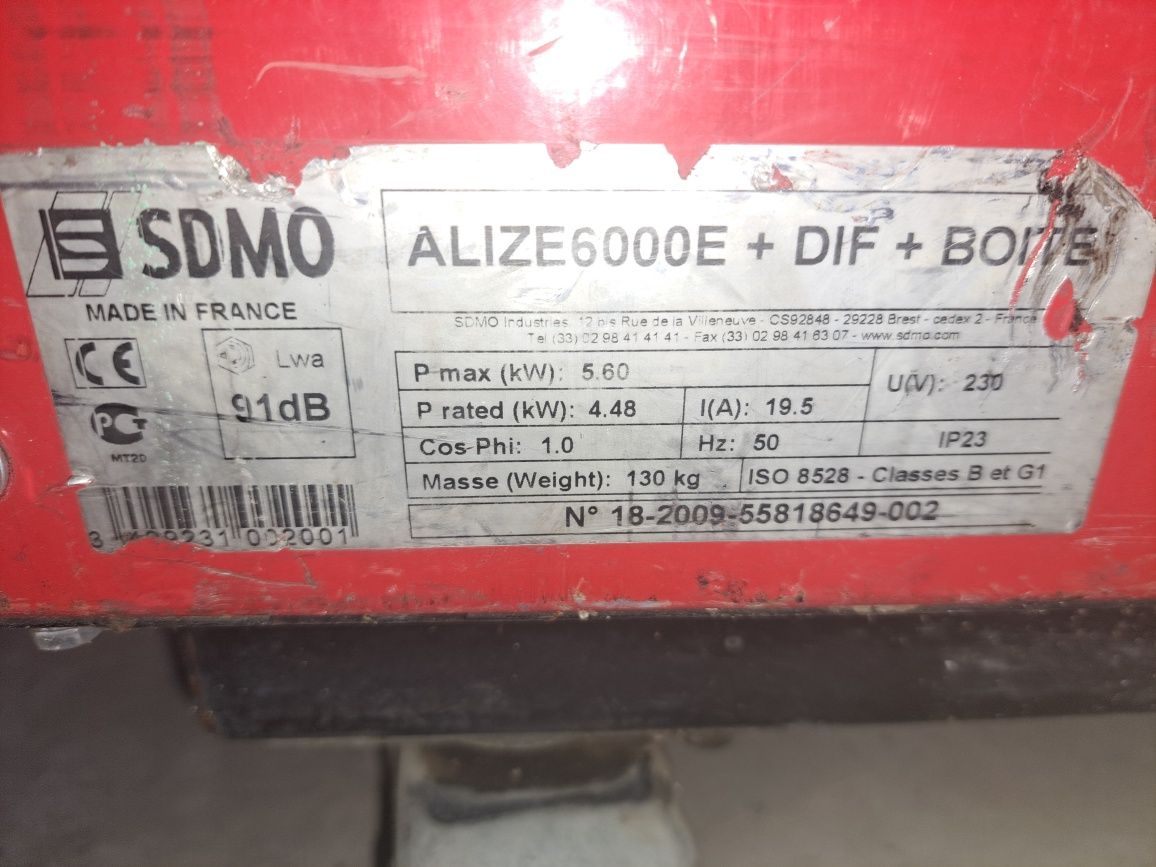 SDMO
MADE IN FRANCE
ALIZE6000E + DIF + BOITE
SDMO Industries, 12 bis Rue de la Villeneuve - CS92848 - 29228 Brest - cedex 2 - France
Tel (33) 02 98 41 41 41 - Fax (33) 02 98 41 63 07 - www.sdmo.com
CE
Lwa
91dB
PCT
MT20
P max (kW): 5.60
U(V): 230
P rated (kW): 4.48
I(A): 19.5
Cos-Phi: 1.0
Hz: 50
IP23
Masse (Weight): 130 kg
ISO 8528 - Classes B et G1
N° 18-2009-55818649-002
002001